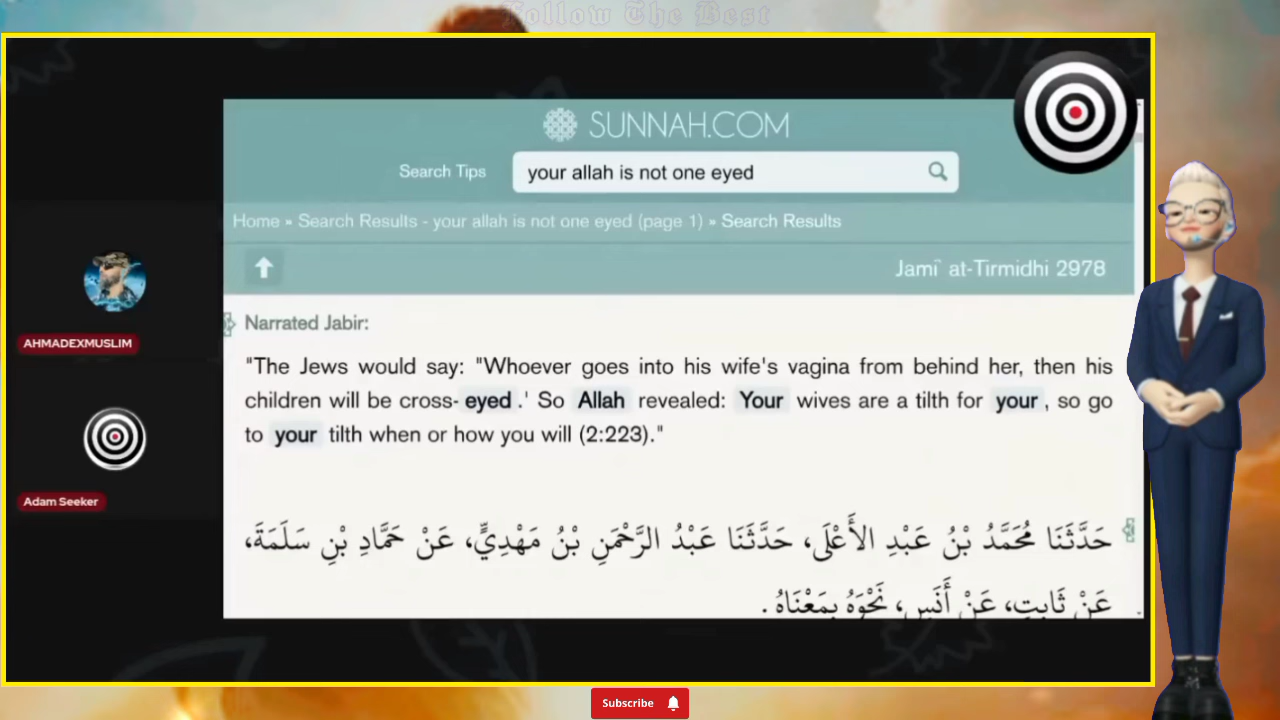 Follow The Best
SUNNAH.COM
Search Tips
your allah is not one eyed
Home » Search Results - your allah is not one eyed (page 1) » Search Results
Jami` at-Tirmidhi 2978
Narrated Jabir:
"The Jews would say: "Whoever goes into his wife's vagina from behind her, then his
children will be cross- eyed .' So Allah revealed: Your wives are a tilth for your , so go
to your tilth when or how you will (2:223)."
حَدَّثَنَا مُحَمَّدُ بْنُ عَبْدِ الأَعْلَى، حَدَّثَنَا عَبْدُ الرَّحْمَنِ بْنُ مَهْدِيٍّ، عَنْ حَمَّادِ بْنِ سَلَمَةَ،
عَنْ ثَابِتٍ، عَنْ أَنَسٍ، نَحْوَهُ بِمَعْنَاهُ .
AHMADEXMUSLIM
Adam Seeker
Subscribe